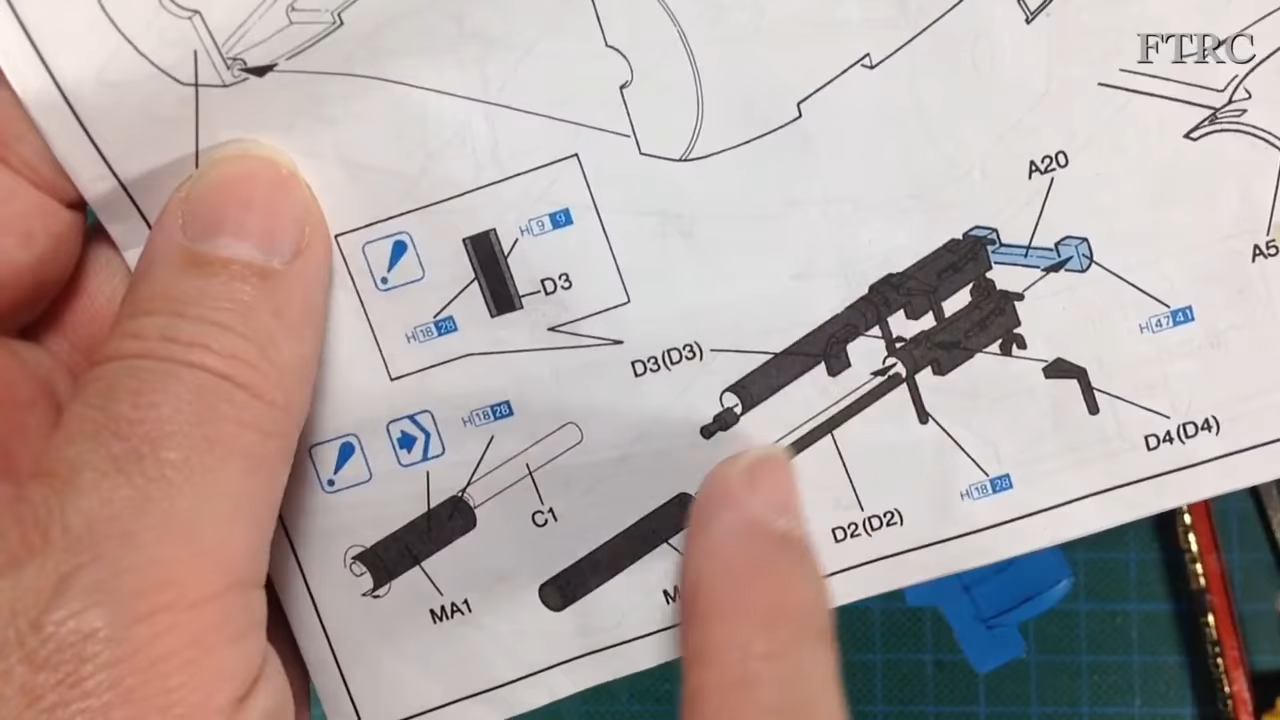 FTRC
A20
A5
H 9 9
D3
H 18 28
H 47 41
D3(D3)
H 18 28
D4(D4)
H 18 28
C1
D2(D2)
MA1
M